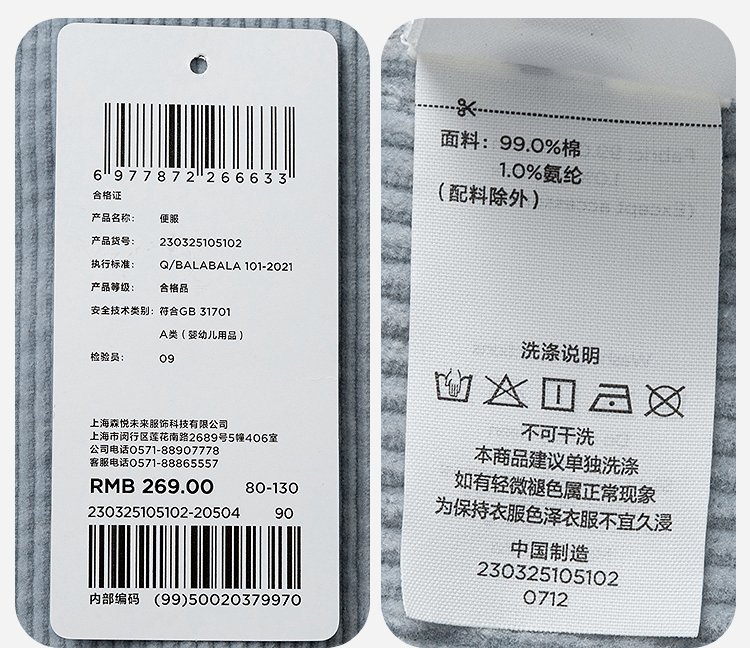 6 977872 266633
合格证
产品名称： 便服
产品货号： 230325105102
执行标准： Q/BALABALA 101-2021
产品等级： 合格品
安全技术类别： 符合GB 31701
A类（婴幼儿用品）
检验员： 09
上海森悦未来服饰科技有限公司
上海市闵行区莲花南路2689号5幢406室
公司电话0571-88907778
客服电话0571-88865557
RMB 269.00 80-130
230325105102-20504 90
内部编码 (99)50020379970
面料： 99.0%棉
1.0%氨纶
（配料除外）
洗涤说明
不可干洗
本商品建议单独洗涤
如有轻微褪色属正常现象
为保持衣服色泽衣服不宜久浸
中国制造
230325105102
0712